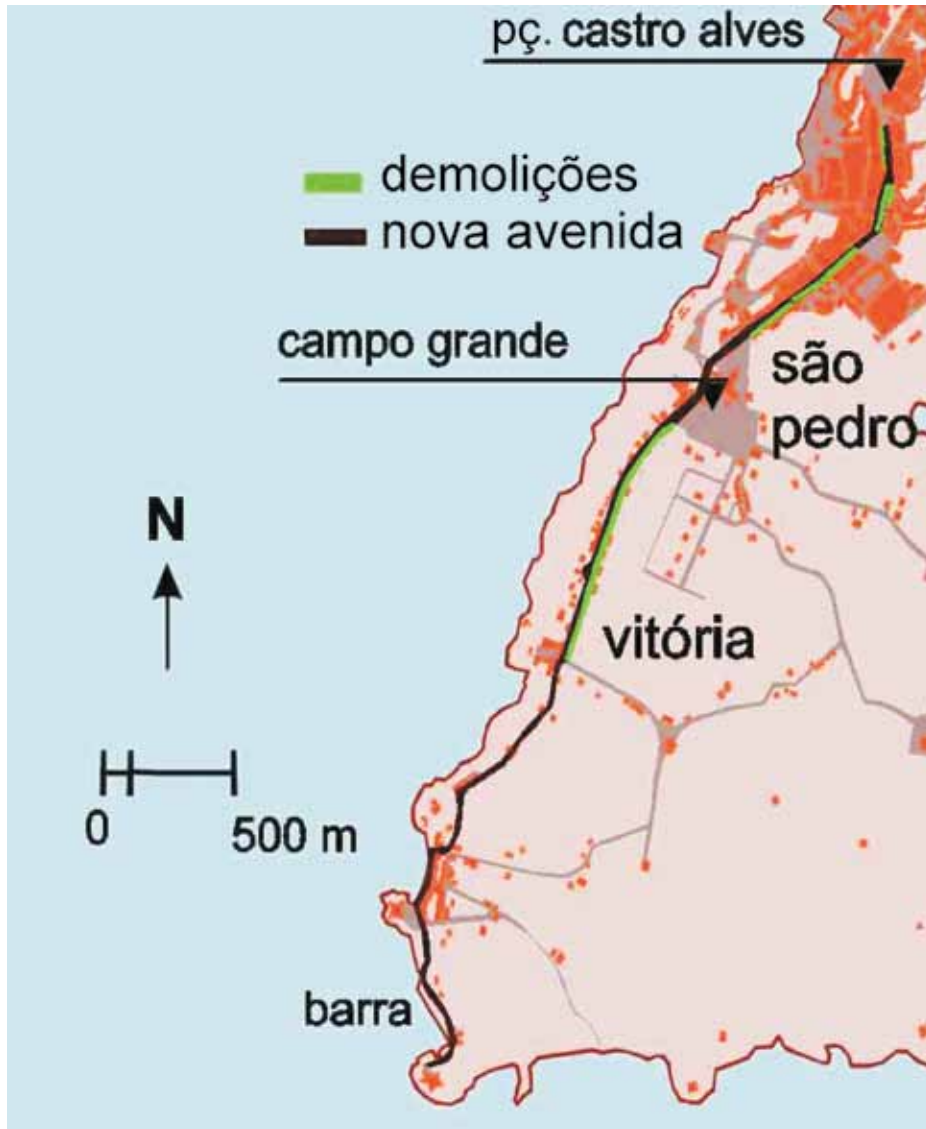 pç. castro alves
demolições
nova avenida
campo grande
são
pedro
N
vitória
0 500 m
barra